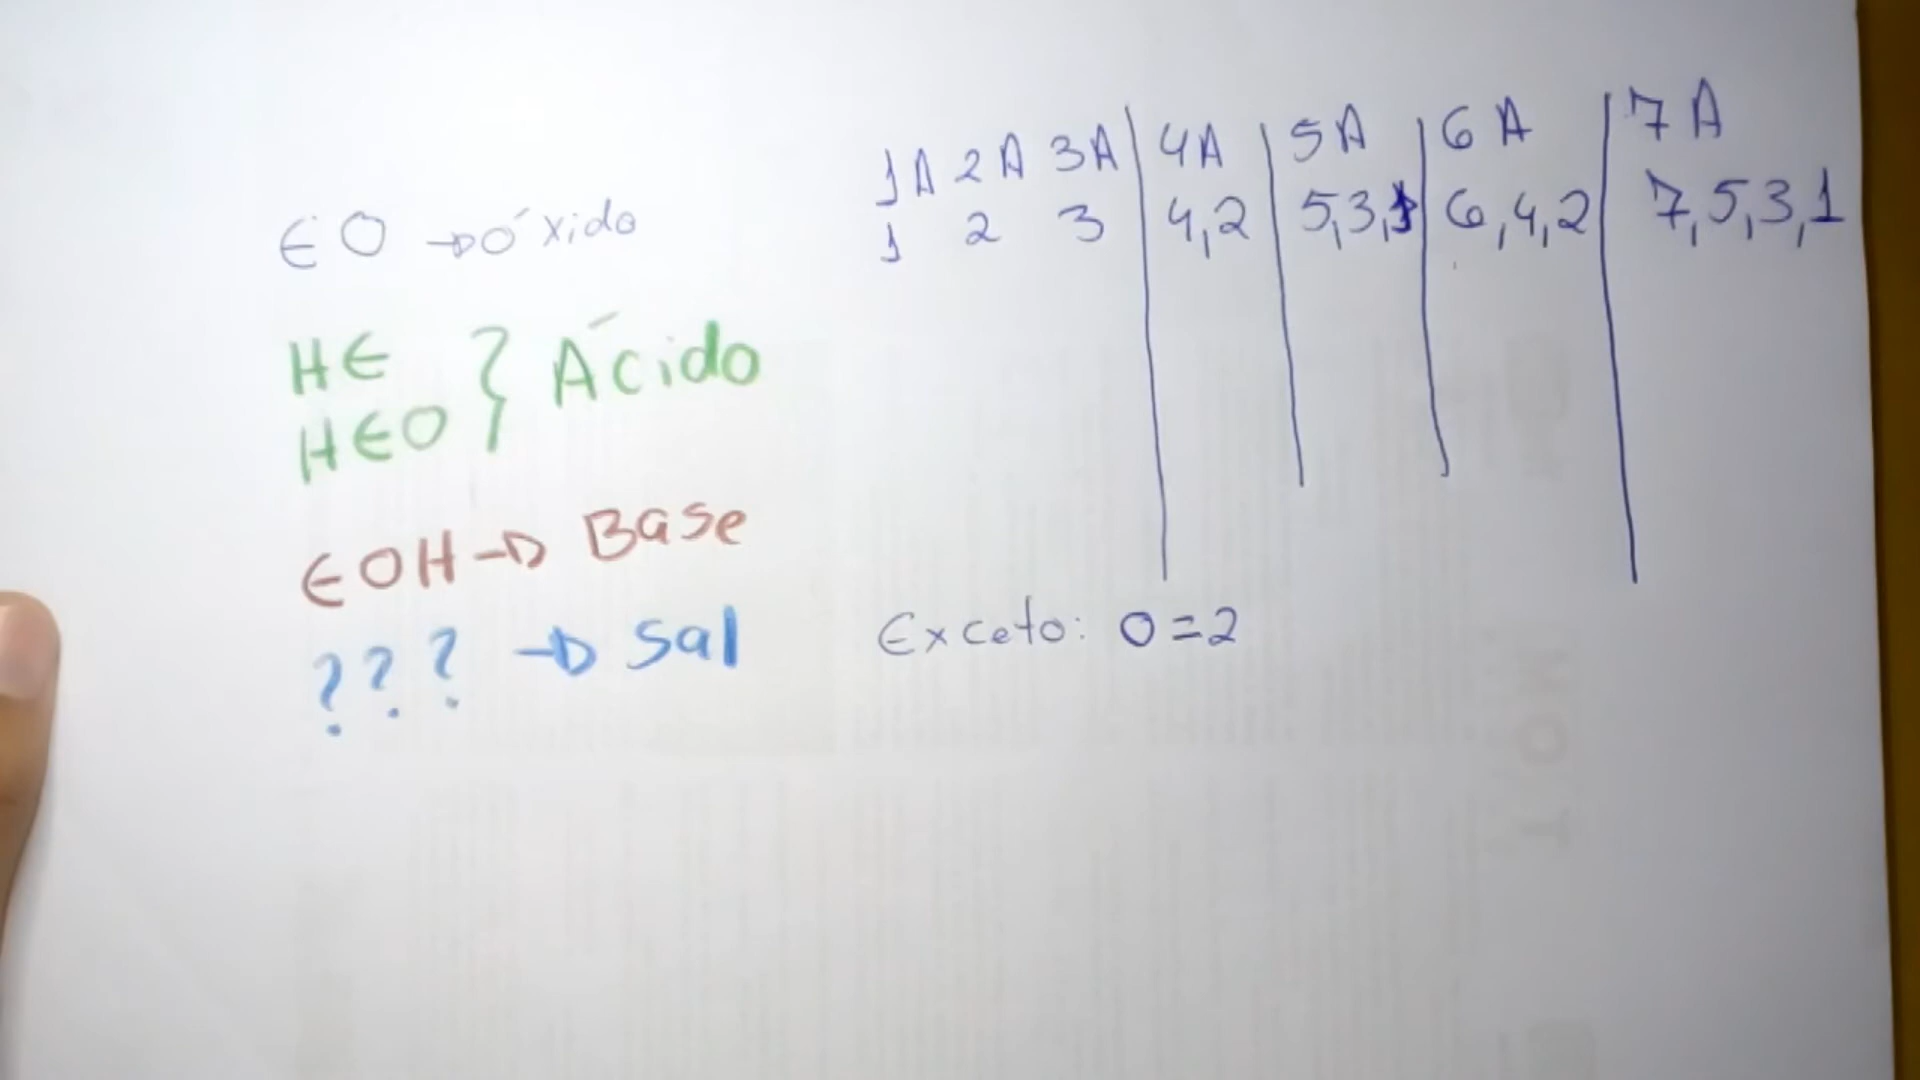 EO → óxido
HE
HEO } Ácido
EOH → Base
??? → Sal
1A 2A 3A | 4A | 5A | 6A | 7A
1 2 3 | 4,2 | 5,3,1 | 6,4,2 | 7,5,3,1
Exceto: O=2